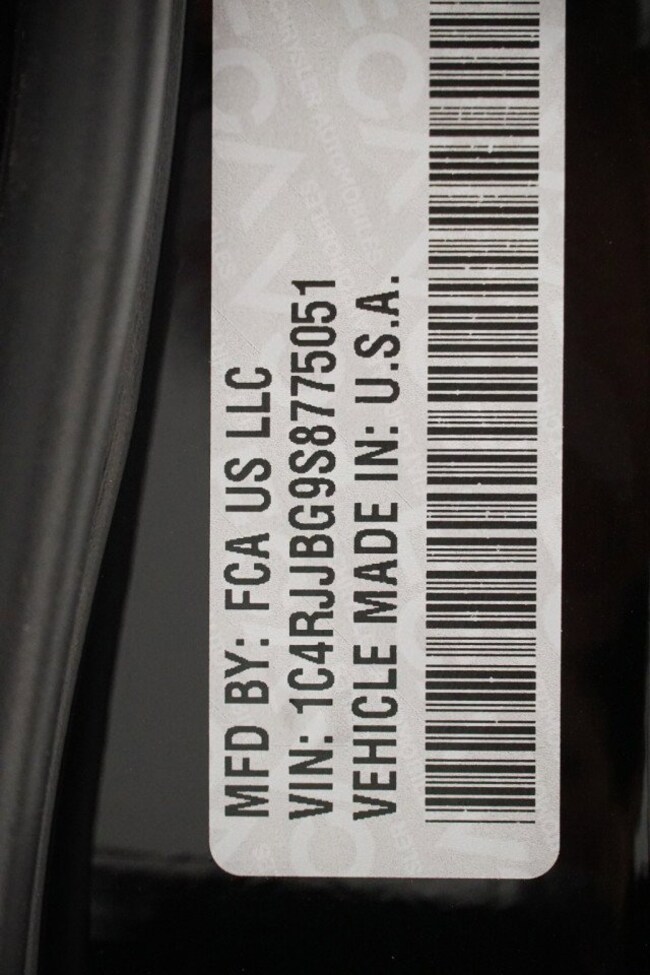 MFD BY: FCA US LLC
VIN: 1C4RJJBG9S8775051
VEHICLE MADE IN: U.S.A.